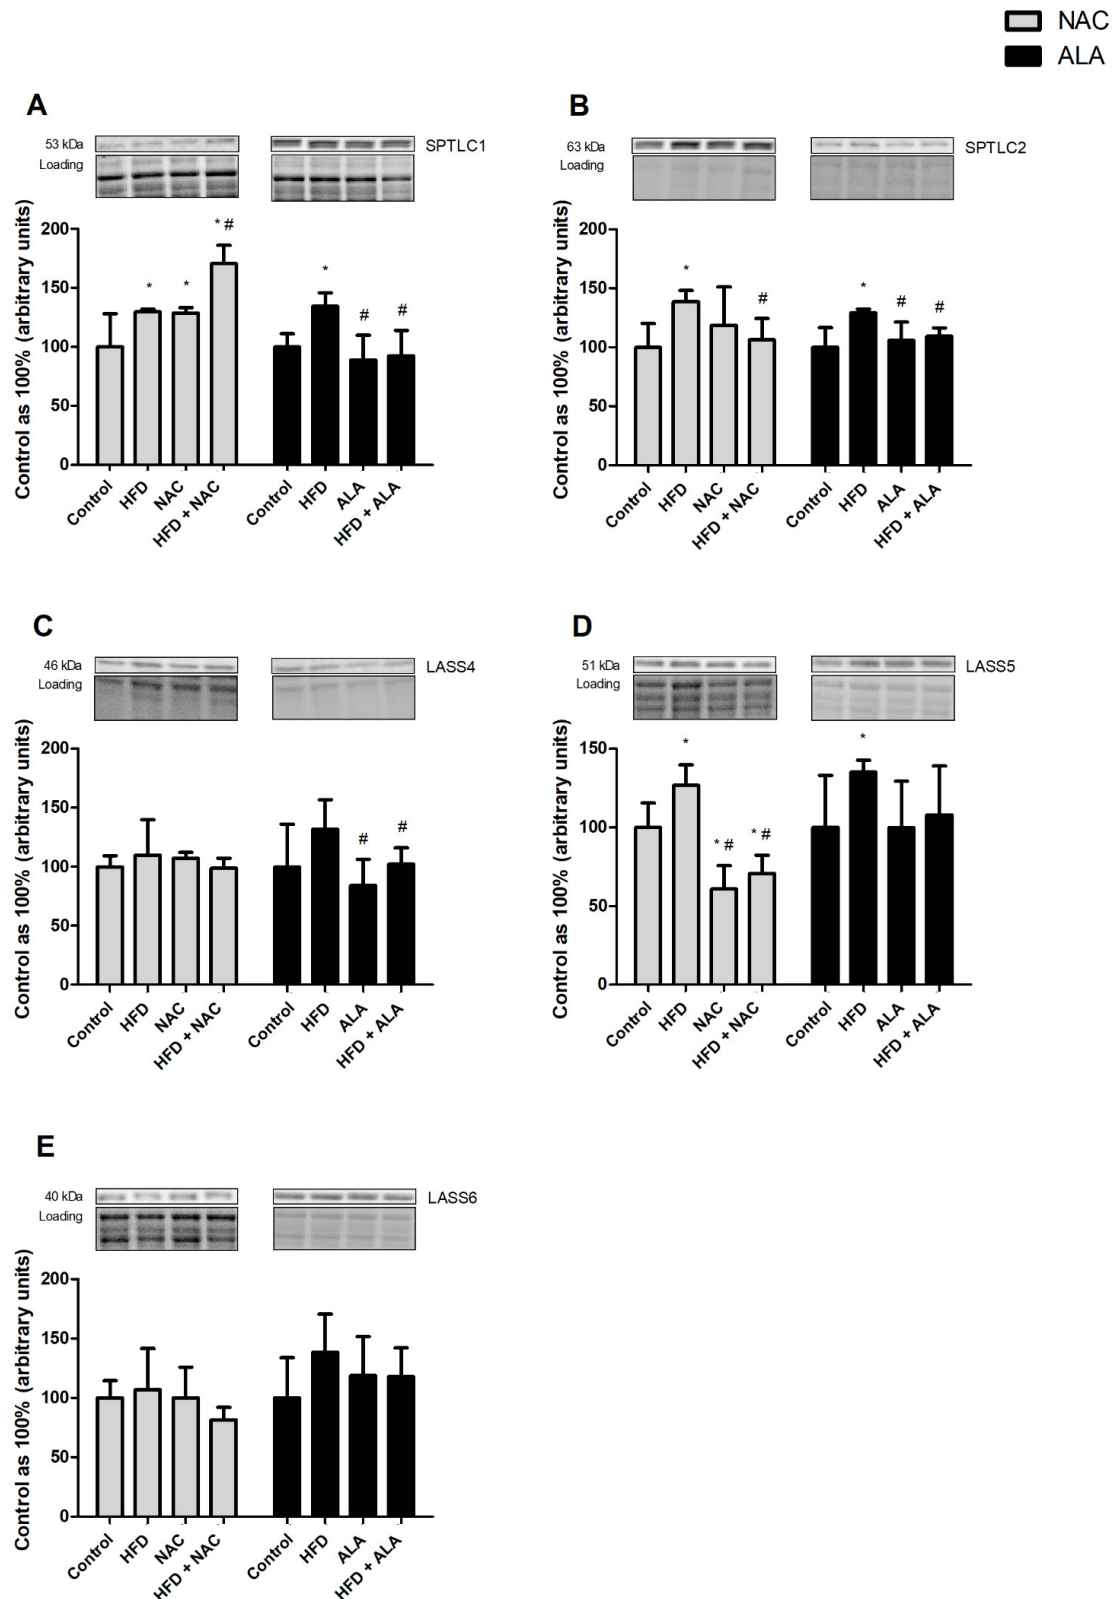 NAC
ALA
A
53 kDa
Loading
SPTLC1
Control as 100% (arbitrary units)
200
150
100
50
0
* * * # * # #
Control HFD NAC HFD + NAC Control HFD ALA HFD + ALA
B
63 kDa
Loading
SPTLC2
Control as 100% (arbitrary units)
200
150
100
50
0
* # * # #
Control HFD NAC HFD + NAC Control HFD ALA HFD + ALA
C
46 kDa
Loading
LASS4
Control as 100% (arbitrary units)
200
150
100
50
0
# #
Control HFD NAC HFD + NAC Control HFD ALA HFD + ALA
D
51 kDa
Loading
LASS5
Control as 100% (arbitrary units)
150
100
50
0
* * # * # *
Control HFD NAC HFD + NAC Control HFD ALA HFD + ALA
E
40 kDa
Loading
LASS6
Control as 100% (arbitrary units)
200
150
100
50
0
Control HFD NAC HFD + NAC Control HFD ALA HFD + ALA